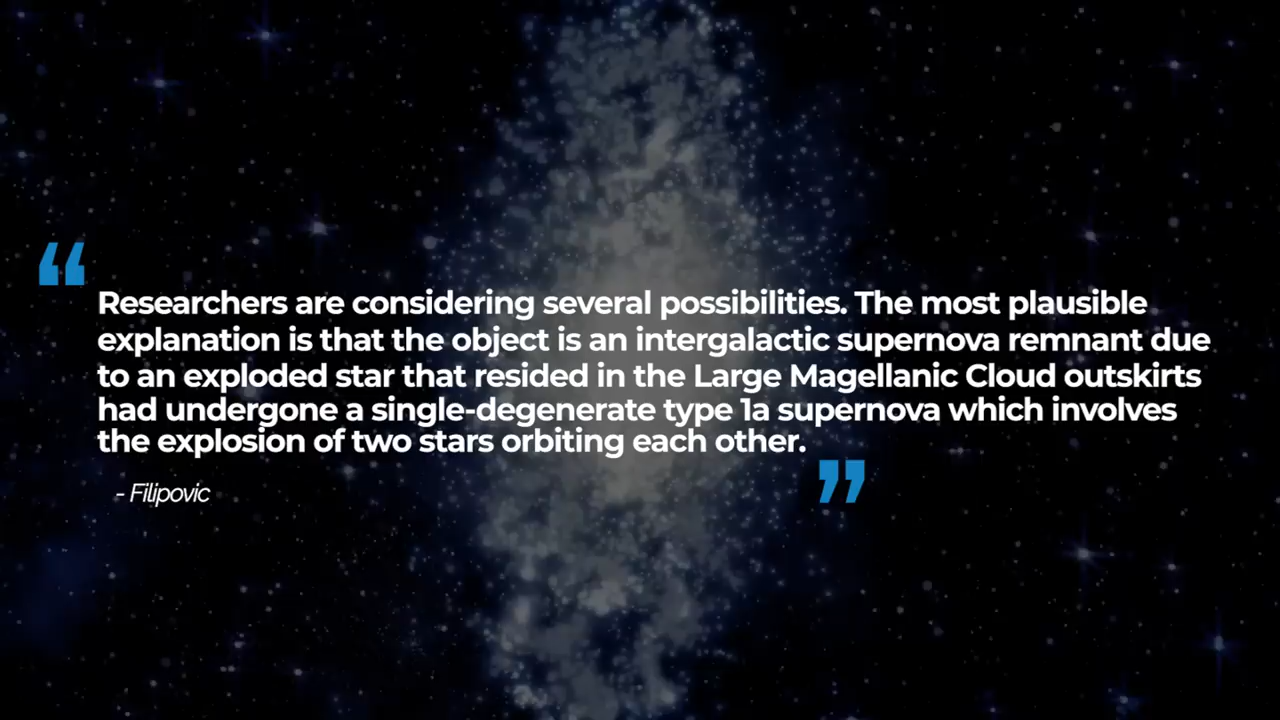 “
Researchers are considering several possibilities. The most plausible
explanation is that the object is an intergalactic supernova remnant due
to an exploded star that resided in the Large Magellanic Cloud outskirts
had undergone a single-degenerate type 1a supernova which involves
the explosion of two stars orbiting each other.
”
- Filipovic